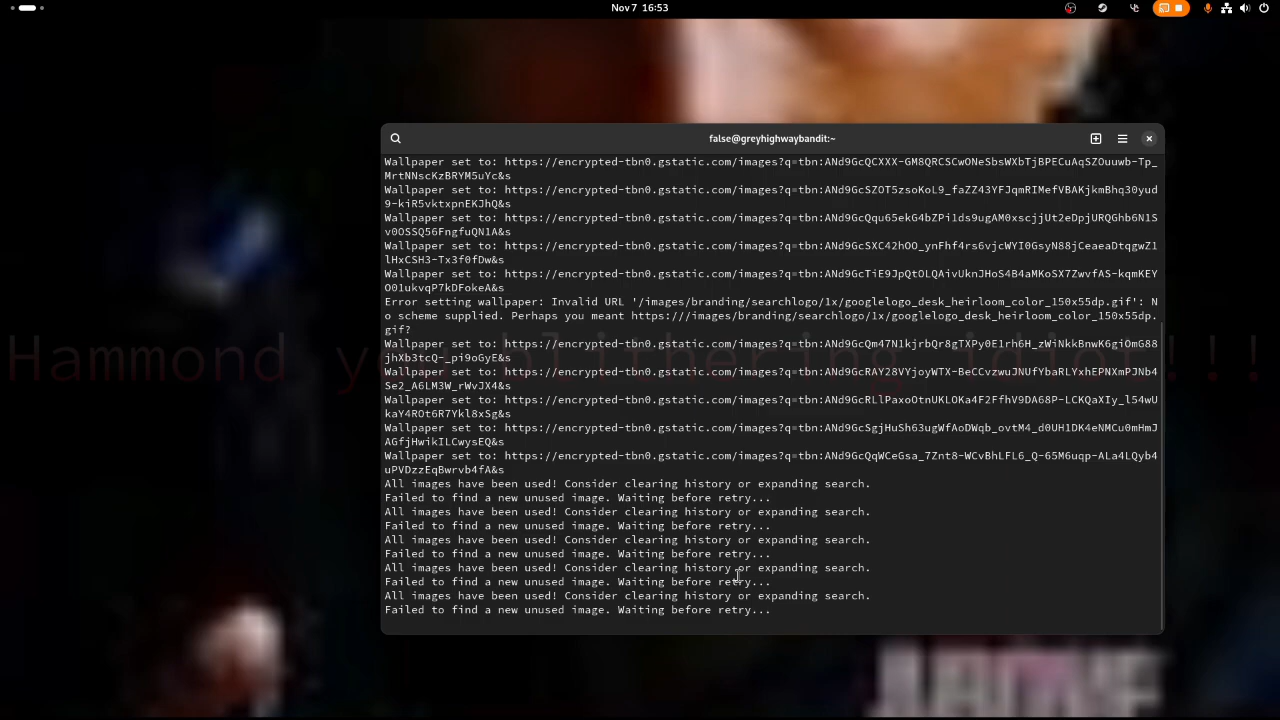 Nov 7 16:53
false@greyhighwaybandit:~
Wallpaper set to: https://encrypted-tbn0.gstatic.com/images?q=tbn:ANd9GcQCXXX-GM8QRCSCwONeSbsWXbTjBPECuAqSZOuuwb-Tp_
MrtNNscKzBRYM5uYc&s
Wallpaper set to: https://encrypted-tbn0.gstatic.com/images?q=tbn:ANd9GcSZOT5zsoKoL9_faZZ43YFJqmRIMefVBAKjkmBhq30yud
9-kiR5vktxpnEKJhQ&s
Wallpaper set to: https://encrypted-tbn0.gstatic.com/images?q=tbn:ANd9GcQqu65ekG4bZPi1ds9ugAM0xscjjUt2eDpjURQGhb6N1S
v0OSSQ56FngfuQN1A&s
Wallpaper set to: https://encrypted-tbn0.gstatic.com/images?q=tbn:ANd9GcSXC42hOO_ynFhf4rs6vjcWYI0GsyN88jCeaeaDtqgwZ1
lHxCSH3-Tx3f0fDw&s
Wallpaper set to: https://encrypted-tbn0.gstatic.com/images?q=tbn:ANd9GcTiE9JpQtOLQAivUknJHoS4B4aMKoSX7ZwvfAS-kqmKEY
O01ukvqP7kDFokeA&s
Error setting wallpaper: Invalid URL '/images/branding/searchlogo/1x/googlelogo_desk_heirloom_color_150x55dp.gif': N
o scheme supplied. Perhaps you meant https:///images/branding/searchlogo/1x/googlelogo_desk_heirloom_color_150x55dp.
gif?
Wallpaper set to: https://encrypted-tbn0.gstatic.com/images?q=tbn:ANd9GcQm47N1kjrbQr8gTXPy0E1rh6H_zWiNkkBnwK6giOmG88
jhXb3tcQ-_pi9oGyE&s
Wallpaper set to: https://encrypted-tbn0.gstatic.com/images?q=tbn:ANd9GcRAY28VYjoyWTX-BeCCvzwuJNUfYbaRLYxhEPNXmPJNb4
Se2_A6LM3W_rWvJX4&s
Wallpaper set to: https://encrypted-tbn0.gstatic.com/images?q=tbn:ANd9GcRLlPaxoOtnUKLOKa4F2FfhV9DA68P-LCKQaXIy_l54wU
kaY4ROt6R7Ykl8xSg&s
Wallpaper set to: https://encrypted-tbn0.gstatic.com/images?q=tbn:ANd9GcSgjHuSh63ugWfAoDWqb_ovtM4_d0UH1DK4eNMCu0mHmJ
AGfjHwikILCwysEQ&s
Wallpaper set to: https://encrypted-tbn0.gstatic.com/images?q=tbn:ANd9GcQqWCeGsa_7Znt8-WCvBhLFL6_Q-65M6uqp-ALa4LQyb4
uPVDzzEqBwrvb4fA&s
All images have been used! Consider clearing history or expanding search.
Failed to find a new unused image. Waiting before retry...
All images have been used! Consider clearing history or expanding search.
Failed to find a new unused image. Waiting before retry...
All images have been used! Consider clearing history or expanding search.
Failed to find a new unused image. Waiting before retry...
All images have been used! Consider clearing history or expanding search.
Failed to find a new unused image. Waiting before retry...
All images have been used! Consider clearing history or expanding search.
Failed to find a new unused image. Waiting before retry...
Hammond you blithering idiot!!!